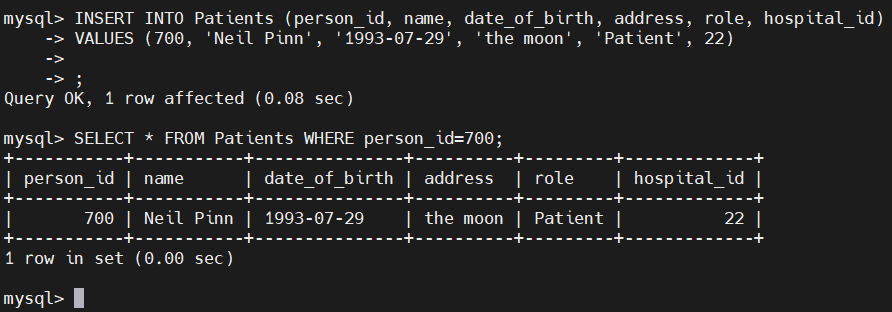 mysql> INSERT INTO Patients (person_id, name, date_of_birth, address, role, hospital_id)
    -> VALUES (700, 'Neil Pinn', '1993-07-29', 'the moon', 'Patient', 22)
    ->
    -> ;
Query OK, 1 row affected (0.08 sec)

mysql> SELECT * FROM Patients WHERE person_id=700;
+-----------+-----------+---------------+----------+---------+-------------+
| person_id | name      | date_of_birth | address  | role    | hospital_id |
+-----------+-----------+---------------+----------+---------+-------------+
|       700 | Neil Pinn | 1993-07-29    | the moon | Patient |          22 |
+-----------+-----------+---------------+----------+---------+-------------+
1 row in set (0.00 sec)

mysql>